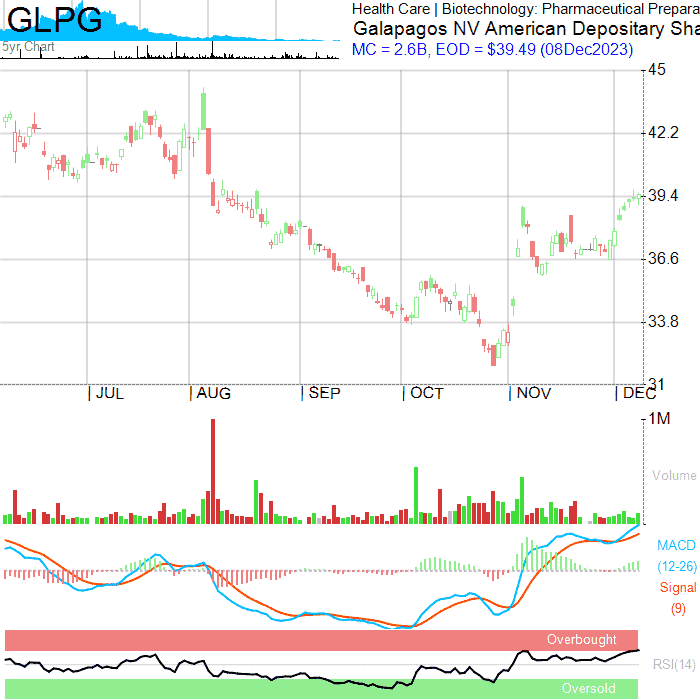 GLPG
Health Care | Biotechnology: Pharmaceutical Prepara
Galapagos NV American Depositary Sha
5yr. Chart
MC = 2.6B, EOD = $39.49 (08Dec2023)
45
42.2
39.4
36.6
33.8
31
JUL AUG SEP OCT NOV DEC
1M
Volume
MACD
(12-26)
Signal
(9)
Overbought
RSI(14)
Oversold